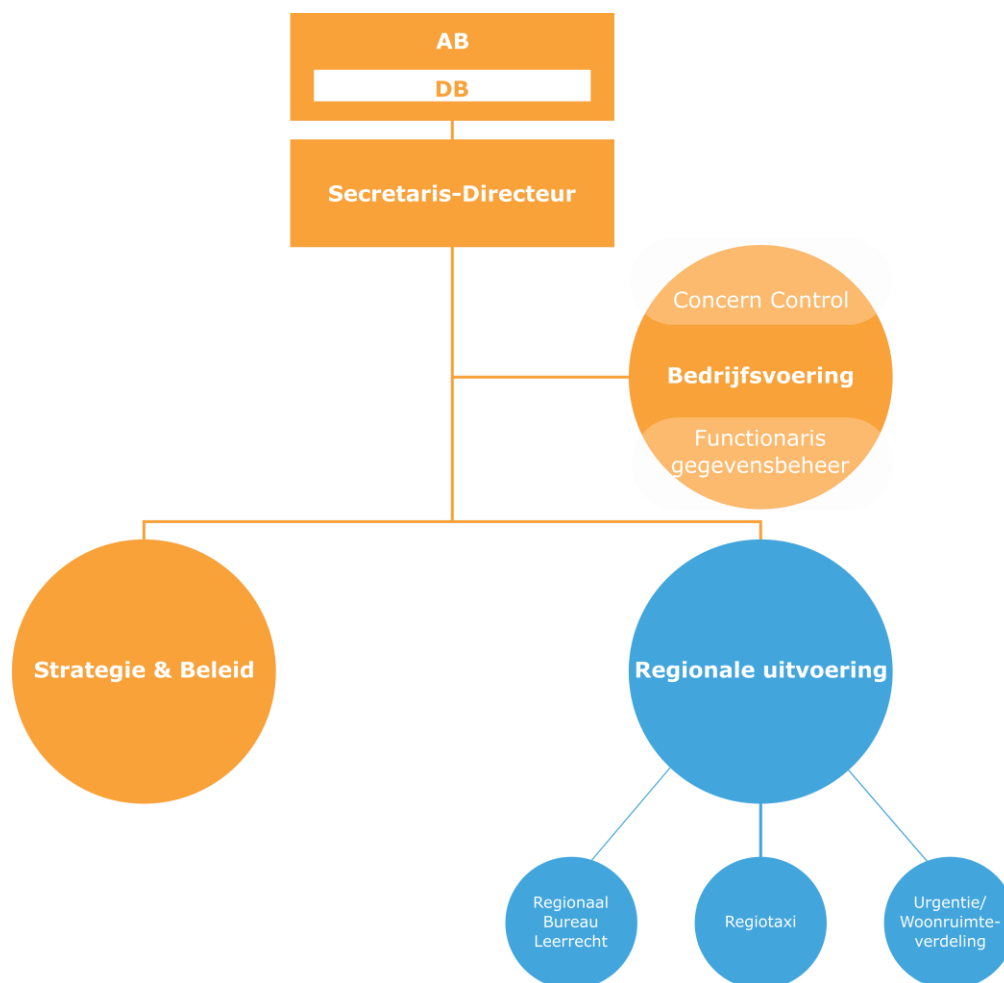 AB
DB
Secretaris-Directeur
Concern Control
Bedrijfsvoering
Functionaris
gegevensbeheer
Strategie & Beleid
Regionale uitvoering
Regionaal
Bureau
Leerrecht
Regiotaxi
Urgentie/
Woonruimte-
verdeling